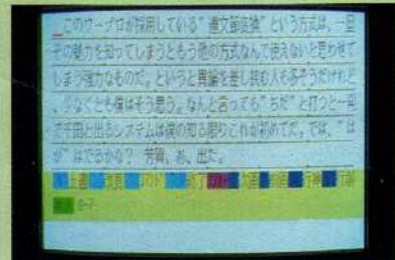 このワープロが採用している"連文節変換"という方式は、一旦
その魅力を知ってしまうともう他の方式なんて使えないと思わせて
しまう強力なものだ。というと異論を差し挟む人も多そうだけれど
、少なくとも僕はそう思う。なんと言っても"ちだ"と打つと一発
で千田と出るシステムは僕の知る限りこれが初めてだ。では、"は
が"はでるかな? 芳賀、お、出た。